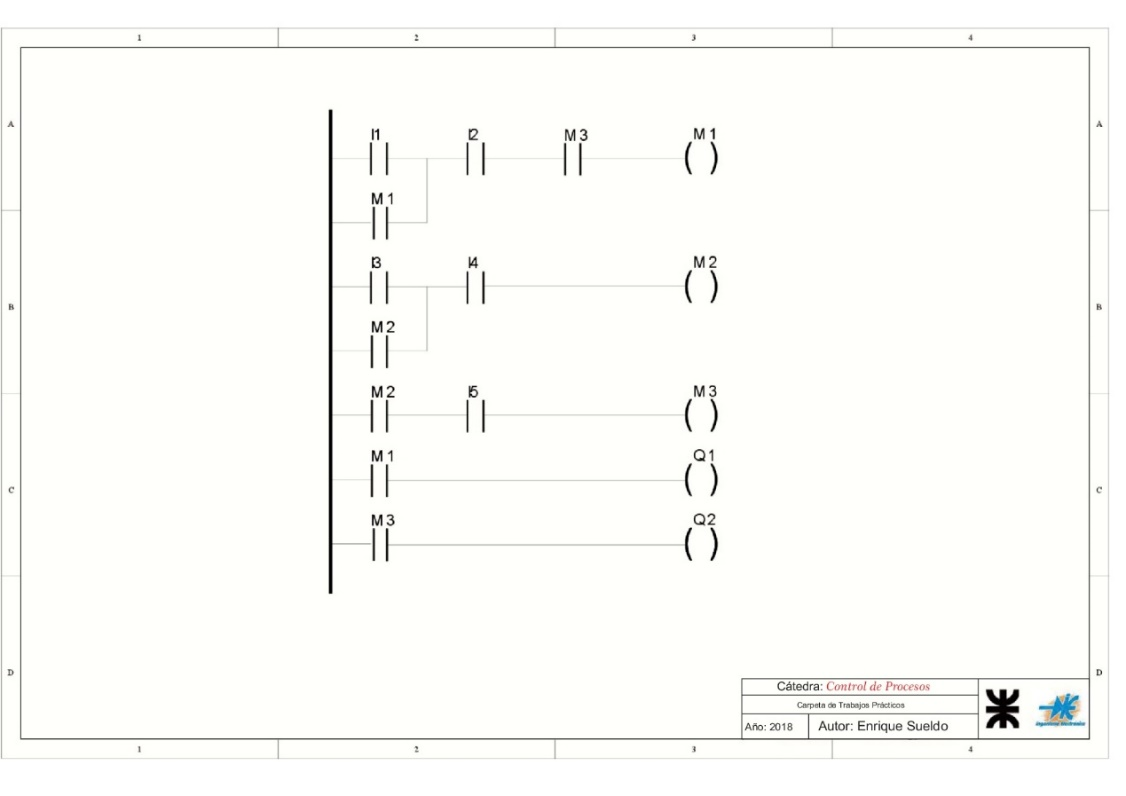 1 2 3 4
A A
I1 I2 M3 M1
M1
I3 I4 M2
B B
M2
M2 I5 M3
M1 Q1
C C
M3 Q2
D D
Cátedra: Control de Procesos
Carpeta de Trabajos Prácticos
Año: 2018 Autor: Enrique Sueldo
1 2 3 4